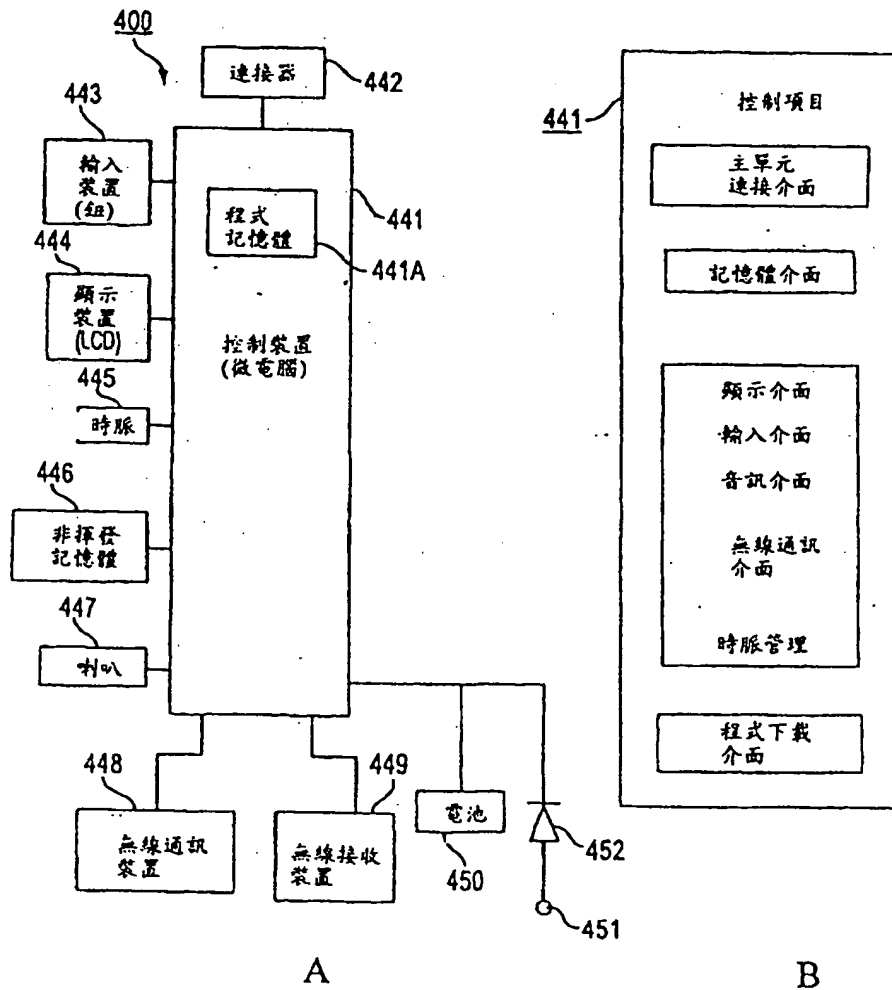 400
連接器
442
443
輸入
裝置
(鈕)
441
程式
記憶體
441A
444
顯示
裝置
(LCD)
控制裝置
(微電腦)
445
時脈
446
非揮發
記憶體
447
喇叭
448
無線通訊
裝置
449
無線接收
裝置
電池
450
452
451
A
441
控制項目
主單元
連接介面
記憶體介面
顯示介面
輸入介面
音訊介面
無線通訊
介面
時脈管理
程式下載
介面
B